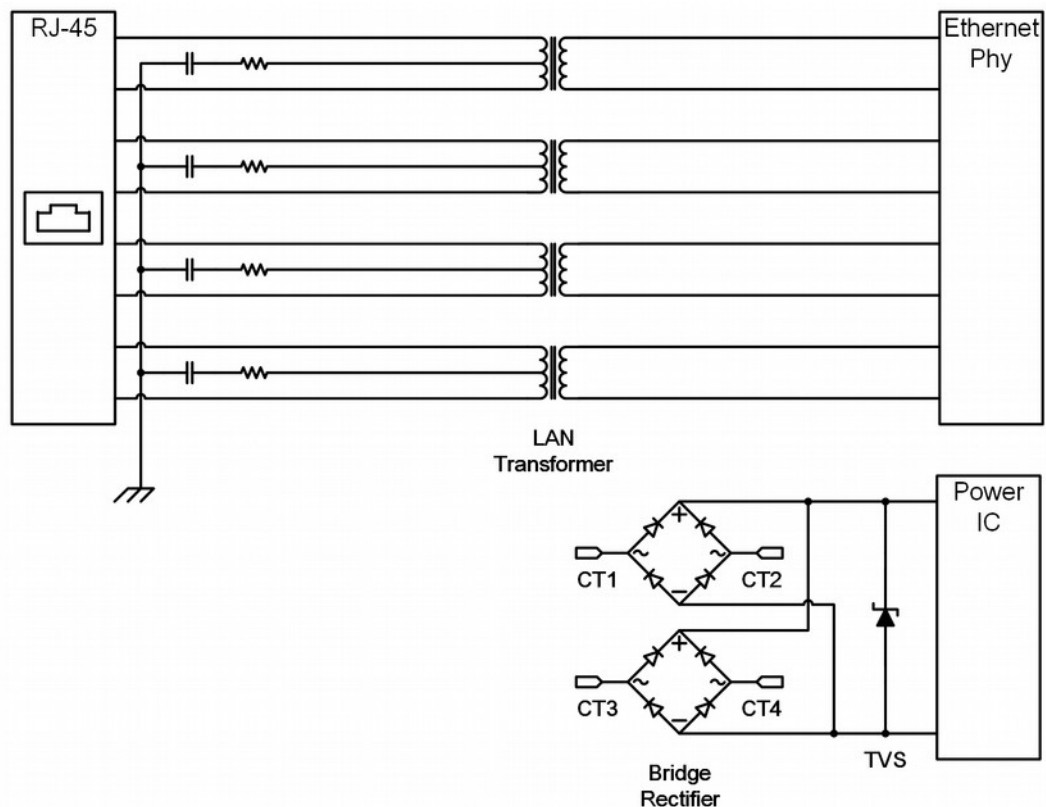 RJ-45
Ethernet
Phy
LAN
Transformer
Power
IC
CT1
CT2
CT3
CT4
TVS
Bridge
Rectifier